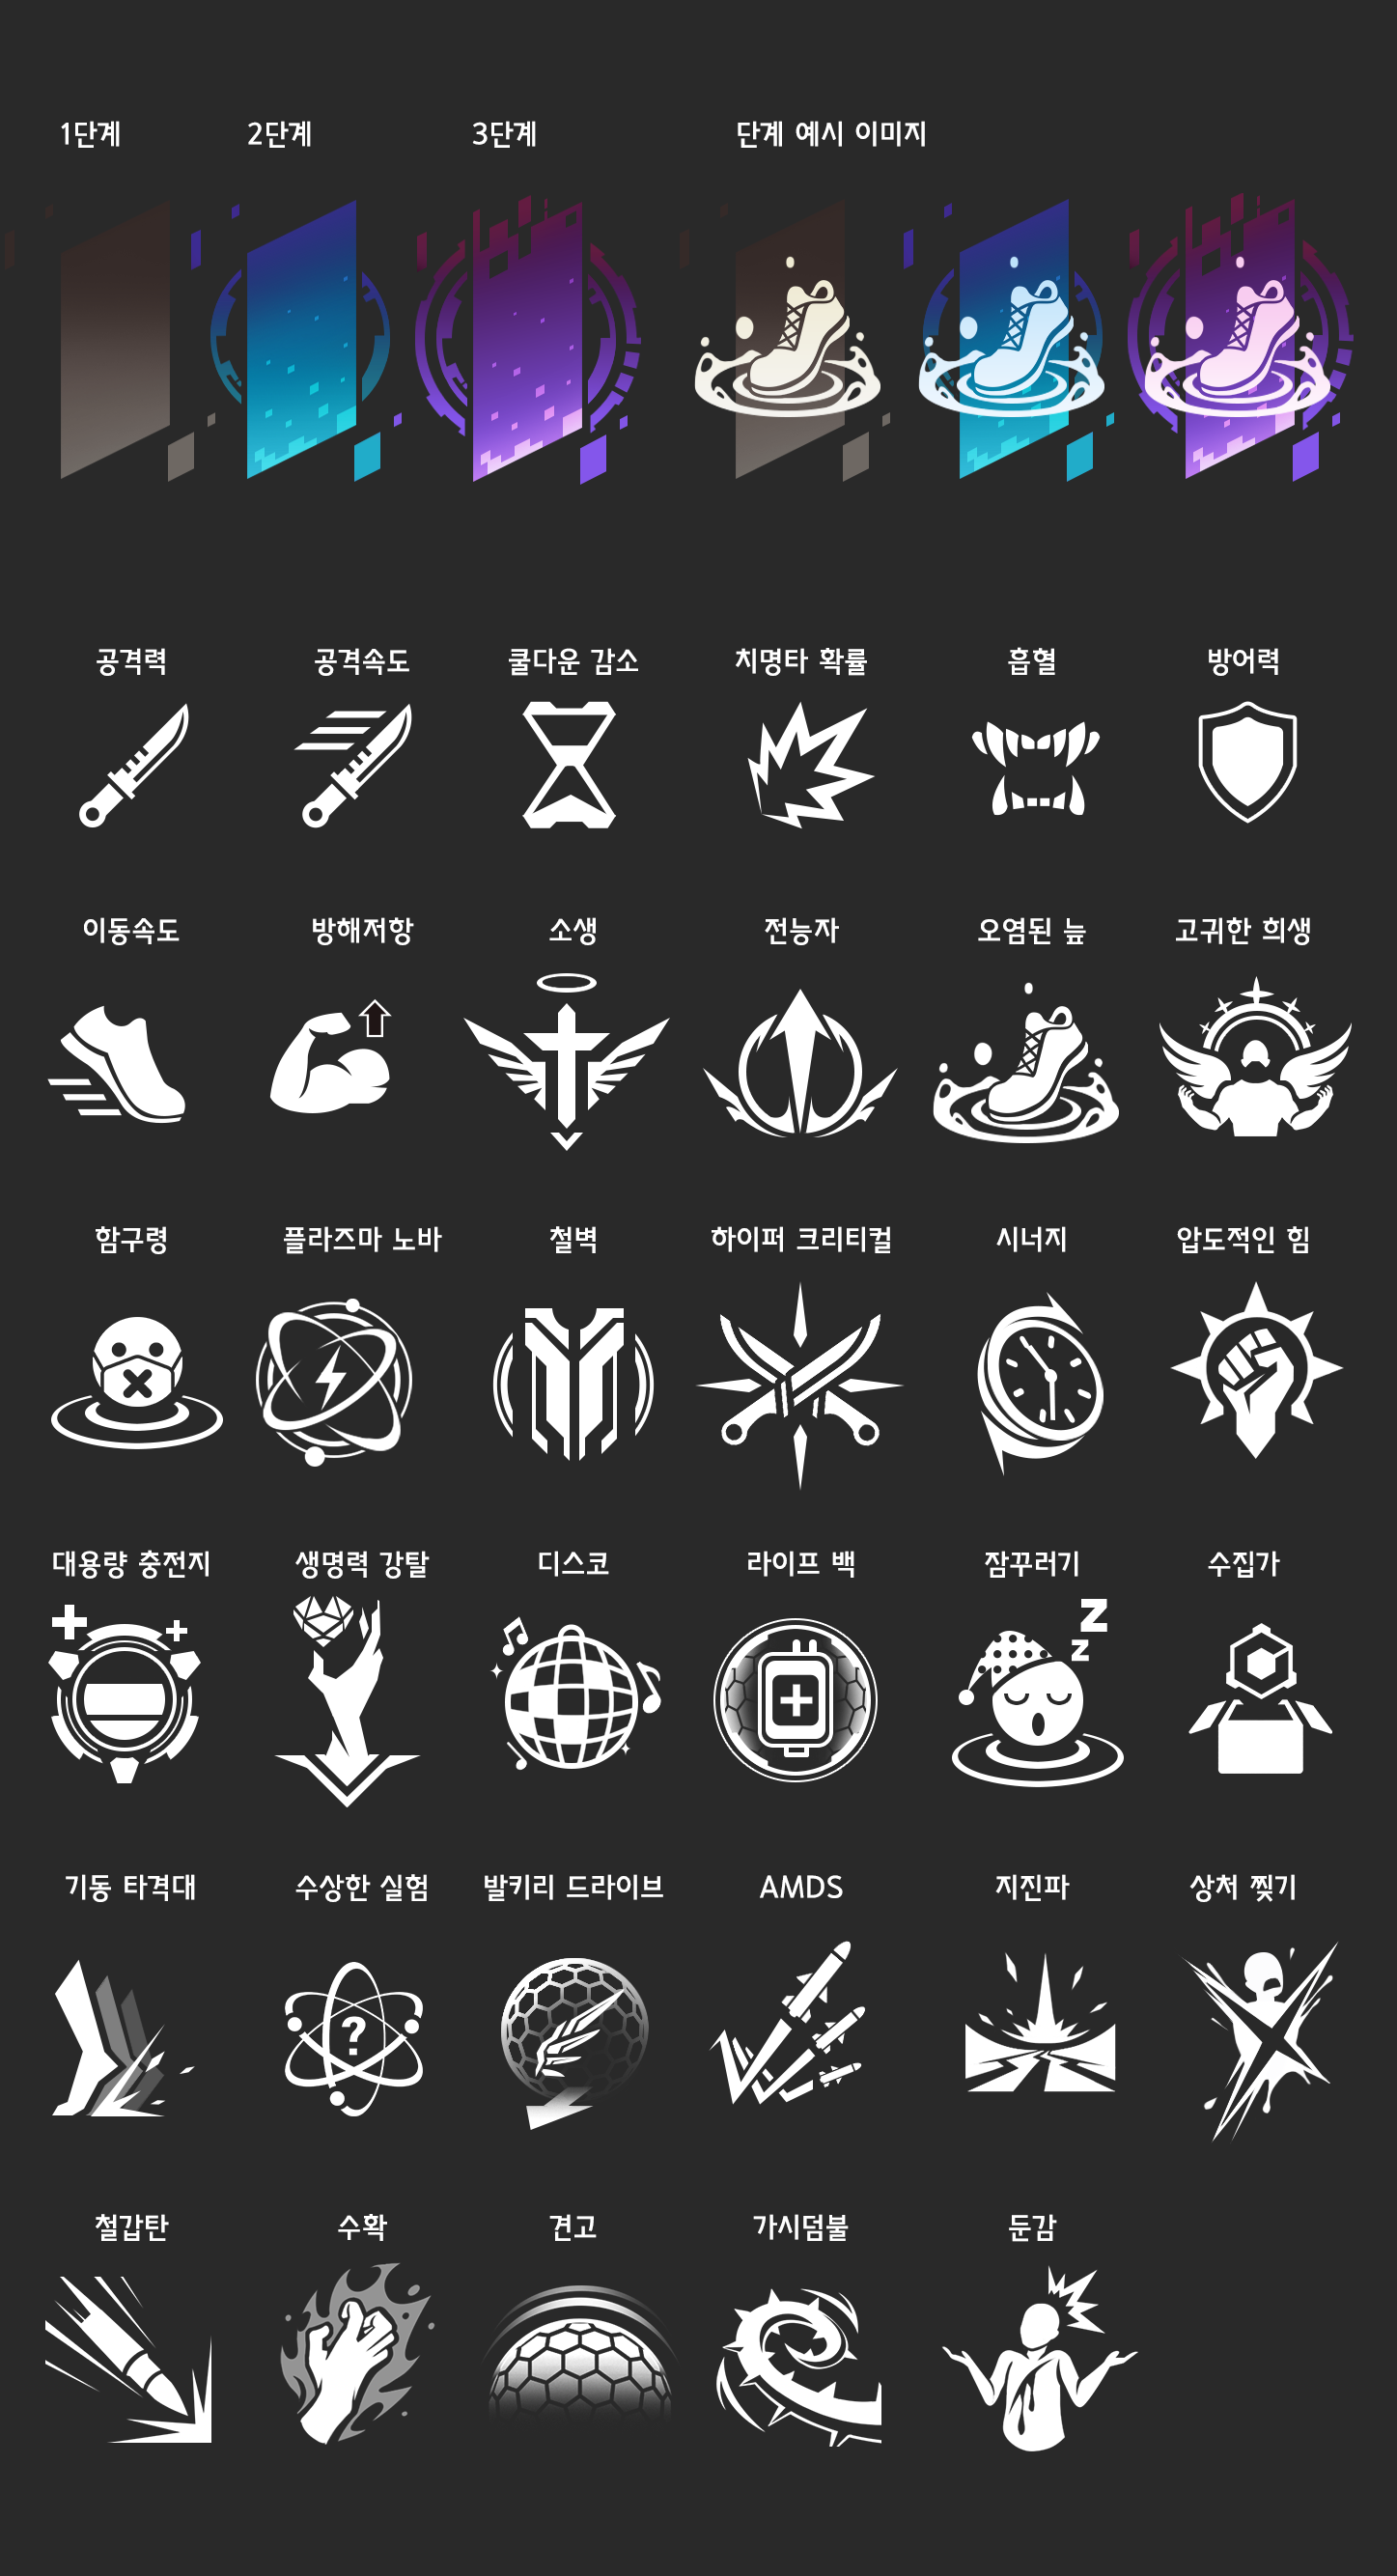 1단계 2단계 3단계 단계 예시 이미지
공격력 공격속도 쿨다운 감소 치명타 확률 흡혈 방어력
이동속도 방해저항 소생 전능자 오염된 늪 고귀한 희생
함구령 플라즈마 노바 철벽 하이퍼 크리티컬 시너지 압도적인 힘
대용량 충전지 생명력 강탈 디스코 라이프 백 잠꾸러기 수집가
Z
z
기동 타격대 수상한 실험 발키리 드라이브 AMDS 지진파 상처 찢기
?
철갑탄 수확 견고 가시덤불 둔감